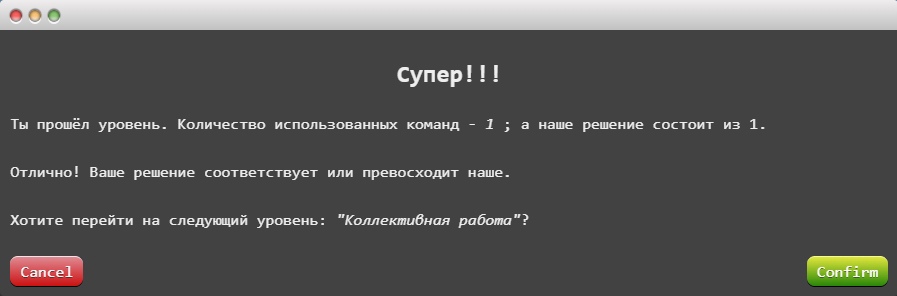 Супер!!!
Ты прошёл уровень. Количество использованных команд - 1 ; а наше решение состоит из 1.
Отлично! Ваше решение соответствует или превосходит наше.
Хотите перейти на следующий уровень: "Коллективная работа"?
Cancel
Confirm